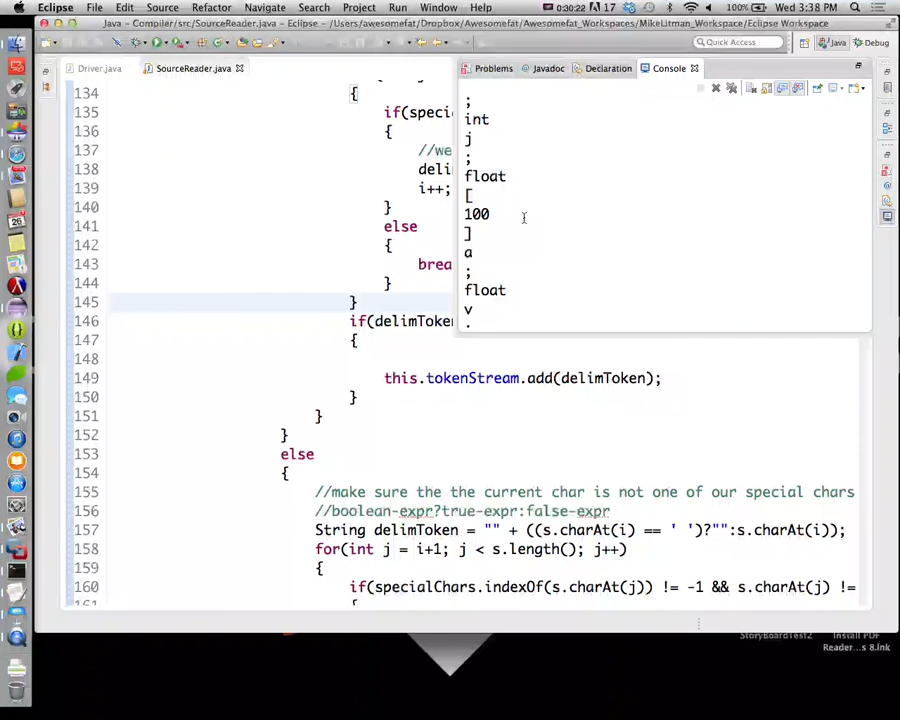 Eclipse File Edit Source Refactor Navigate Search Project Run Window Help 0:30:22 17 100% Wed 3:38 PM
Java - Compiler/src/SourceReader.java - Eclipse - /Users/awesomefat/Dropbox/Awesomefat_Workspaces/MikeLitman_Workspace/Eclipse Workspace
Quick Access Java Debug
Driver.java SourceReader.java
Problems Javadoc Declaration Console
;
int
j
;
float
[
100
]
a
;
float
v
134 {
135 if(speci
136 {
137 //we
138 deli
139 i++;
140 }
141 else
142 {
143 brea
144 }
145 }
146 if(delimToken
147 {
148
149 this.tokenStream.add(delimToken);
150 }
151 }
152 }
153 else
154 {
155 //make sure the the current char is not one of our special chars
156 //boolean-expr?true-expr:false-expr
157 String delimToken = "" + ((s.charAt(i) == ' ')?"":s.charAt(i));
158 for(int j = i+1; j < s.length(); j++)
159 {
160 if(specialChars.indexOf(s.charAt(j)) != -1 && s.charAt(j) !=
161 {
StoryBoardTest2 Install PDF
Reader...s 8.lnk